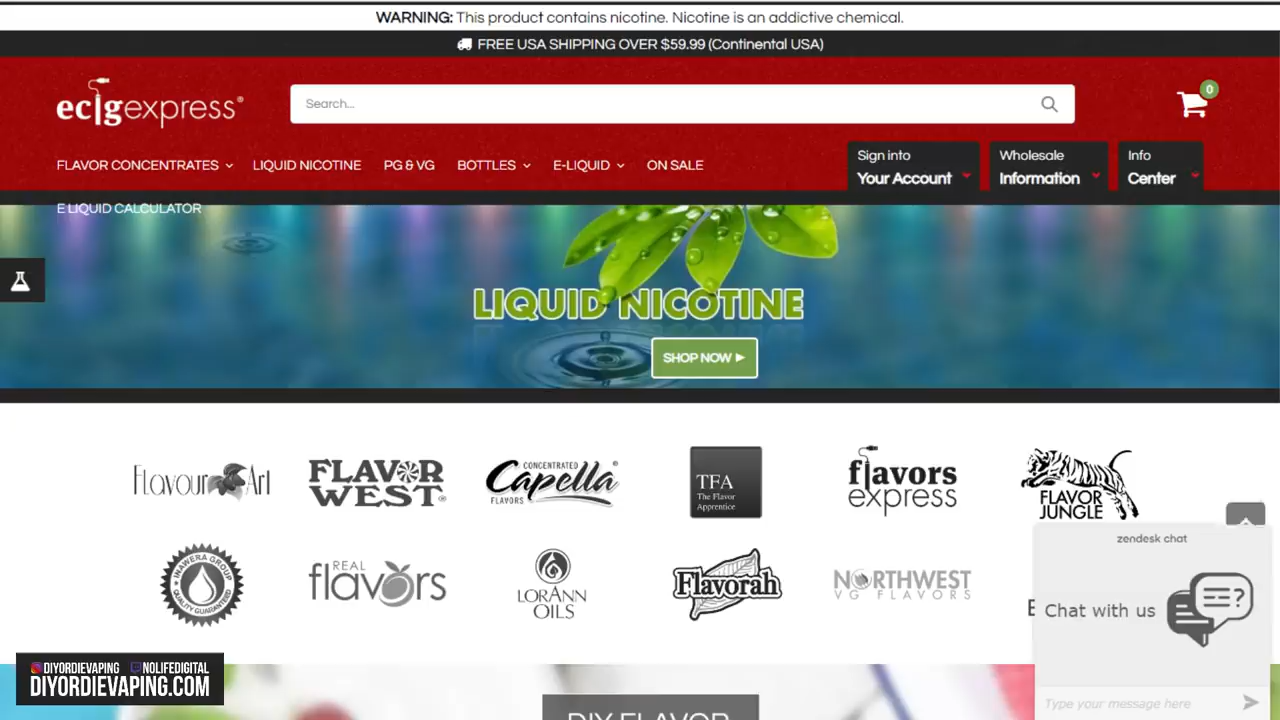 WARNING: This product contains nicotine. Nicotine is an addictive chemical.
FREE USA SHIPPING OVER $59.99 (Continental USA)
ecigexpress®
Search...
0
FLAVOR CONCENTRATES
LIQUID NICOTINE
PG & VG
BOTTLES
E-LIQUID
ON SALE
Sign into
Your Account
Wholesale
Information
Info
Center
E LIQUID CALCULATOR
LIQUID NICOTINE
SHOP NOW
FlavourArt
FLAVOR
WEST®
CONCENTRATED
Capella®
FLAVORS
TFA
The Flavor
Apprentice
flavors
express
FLAVOR
JUNGLE
INAWERA GROUP
QUALITY GUARANTEED
REAL
flavors
LORANN
OILS
Flavorah
NORTHWEST
VG FLAVORS
zendesk chat
Chat with us
Type your message here
DIYORDIEVAPING NOLIFEDIGITAL
DIYORDIEVAPING.COM
DIY FLAVOR